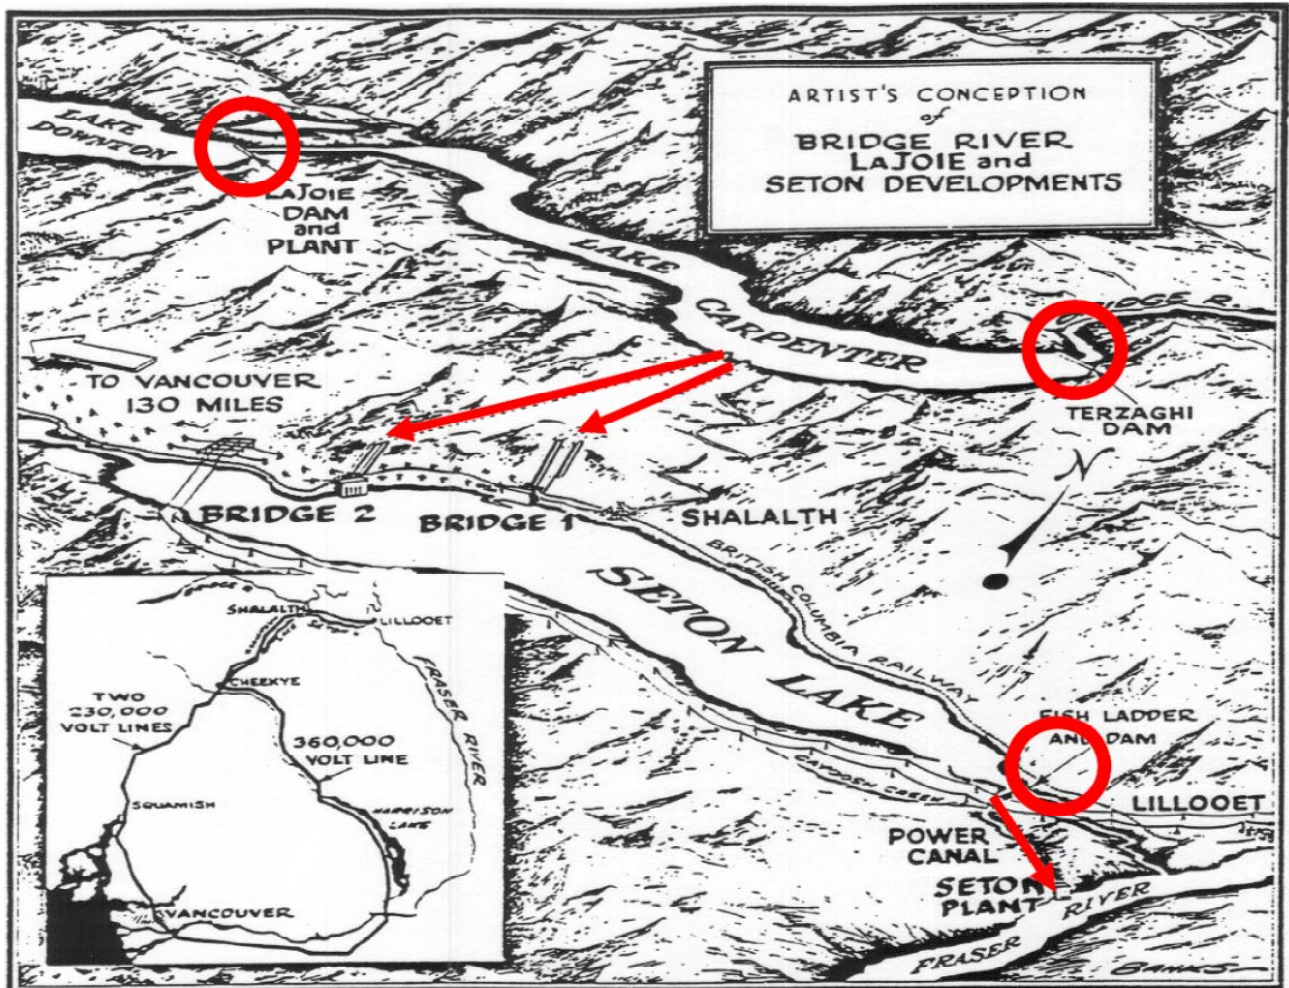 ARTIST'S CONCEPTION
of
BRIDGE RIVER
LAJOIE and
SETON DEVELOPMENTS
LAKE
DOWNTON
LAJOIE
DAM
and
PLANT
LAKE
CARPENTER
BRIDGE R.
TERZAGHI
DAM
TO VANCOUVER
130 MILES
N
BRIDGE 2
BRIDGE 1
SHALALTH
BRITISH COLUMBIA RAILWAY
SETON
LAKE
FISH LADDER
AND DAM
CAYOOSH CREEK
LILLOOET
POWER
CANAL
SETON
PLANT
FRASER RIVER
BRIDGE R
SHALALTH
SETON
LILLOOET
CHEEKYE
FRASER RIVER
TWO
230,000
VOLT LINES
360,000
VOLT LINE
SQUAMISH
HARRISON
LAKE
VANCOUVER